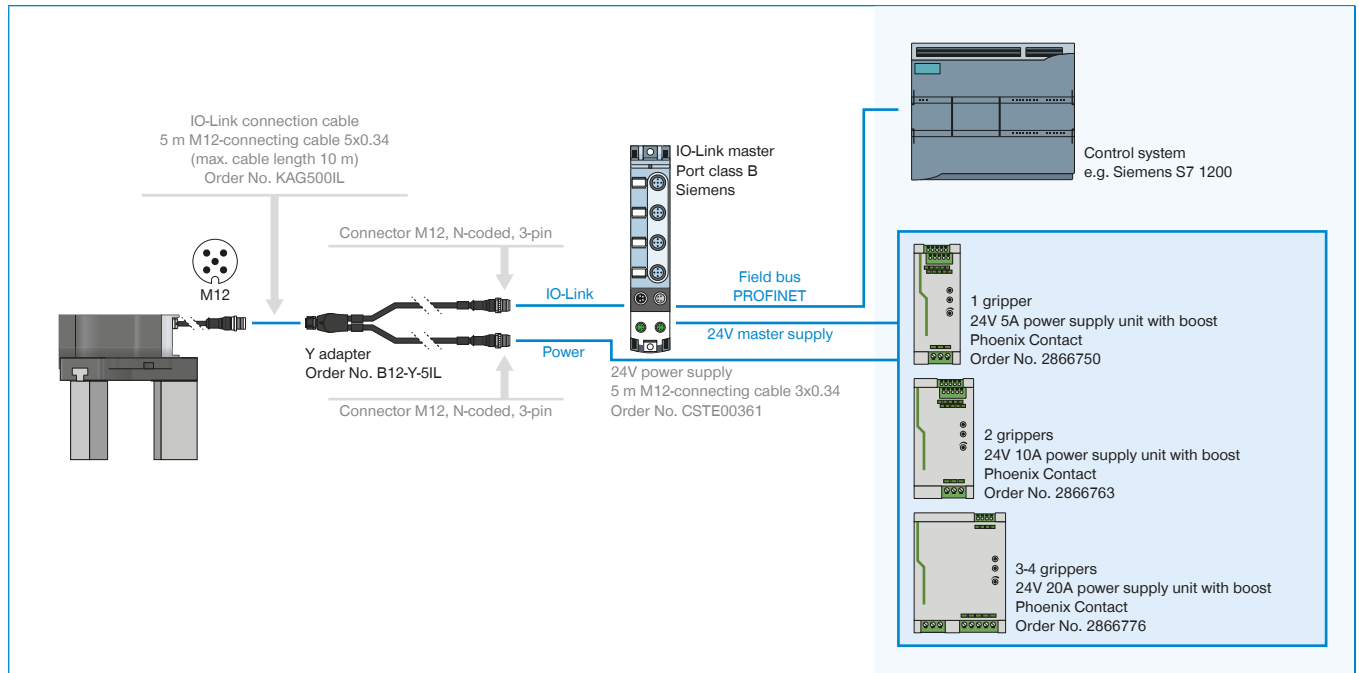 IO-Link connection cable
5 m M12-connecting cable 5x0.34
(max. cable length 10 m)
Order No. KAG500IL
M12
Connector M12, N-coded, 3-pin
Y adapter
Order No. B12-Y-5IL
Connector M12, N-coded, 3-pin
IO-Link
Power
IO-Link master
Port class B
Siemens
Field bus
PROFINET
24V master supply
24V power supply
5 m M12-connecting cable 3x0.34
Order No. CSTE00361
Control system
e.g. Siemens S7 1200
1 gripper
24V 5A power supply unit with boost
Phoenix Contact
Order No. 2866750
2 grippers
24V 10A power supply unit with boost
Phoenix Contact
Order No. 2866763
3-4 grippers
24V 20A power supply unit with boost
Phoenix Contact
Order No. 2866776